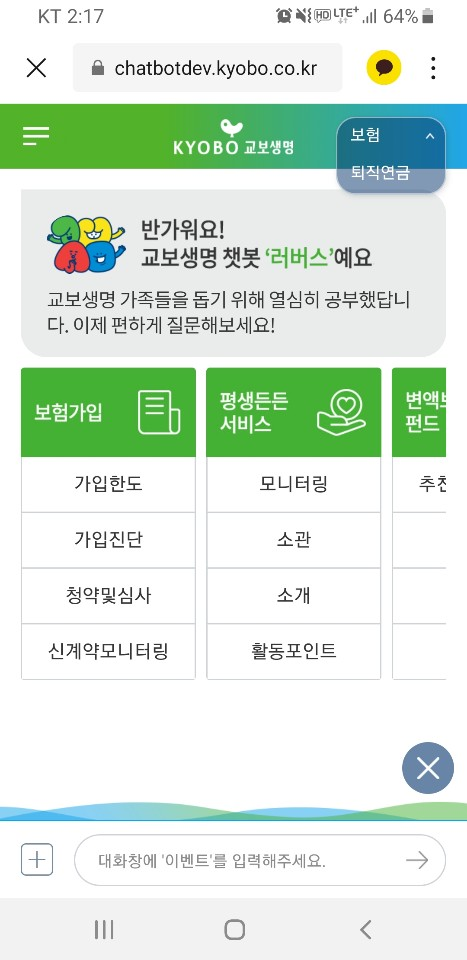 KT 2:17 HD LTE+ 64%
chatbotdev.kyobo.co.kr
KYOBO 교보생명
보험
퇴직연금
반가워요!
교보생명 챗봇 ‘러버스’예요
교보생명 가족들을 돕기 위해 열심히 공부했답니
다. 이제 편하게 질문해보세요!
보험가입
가입한도
가입진단
청약및심사
신계약모니터링
평생든든
서비스
모니터링
소관
소개
활동포인트
펀드
대화창에 '이벤트'를 입력해주세요.